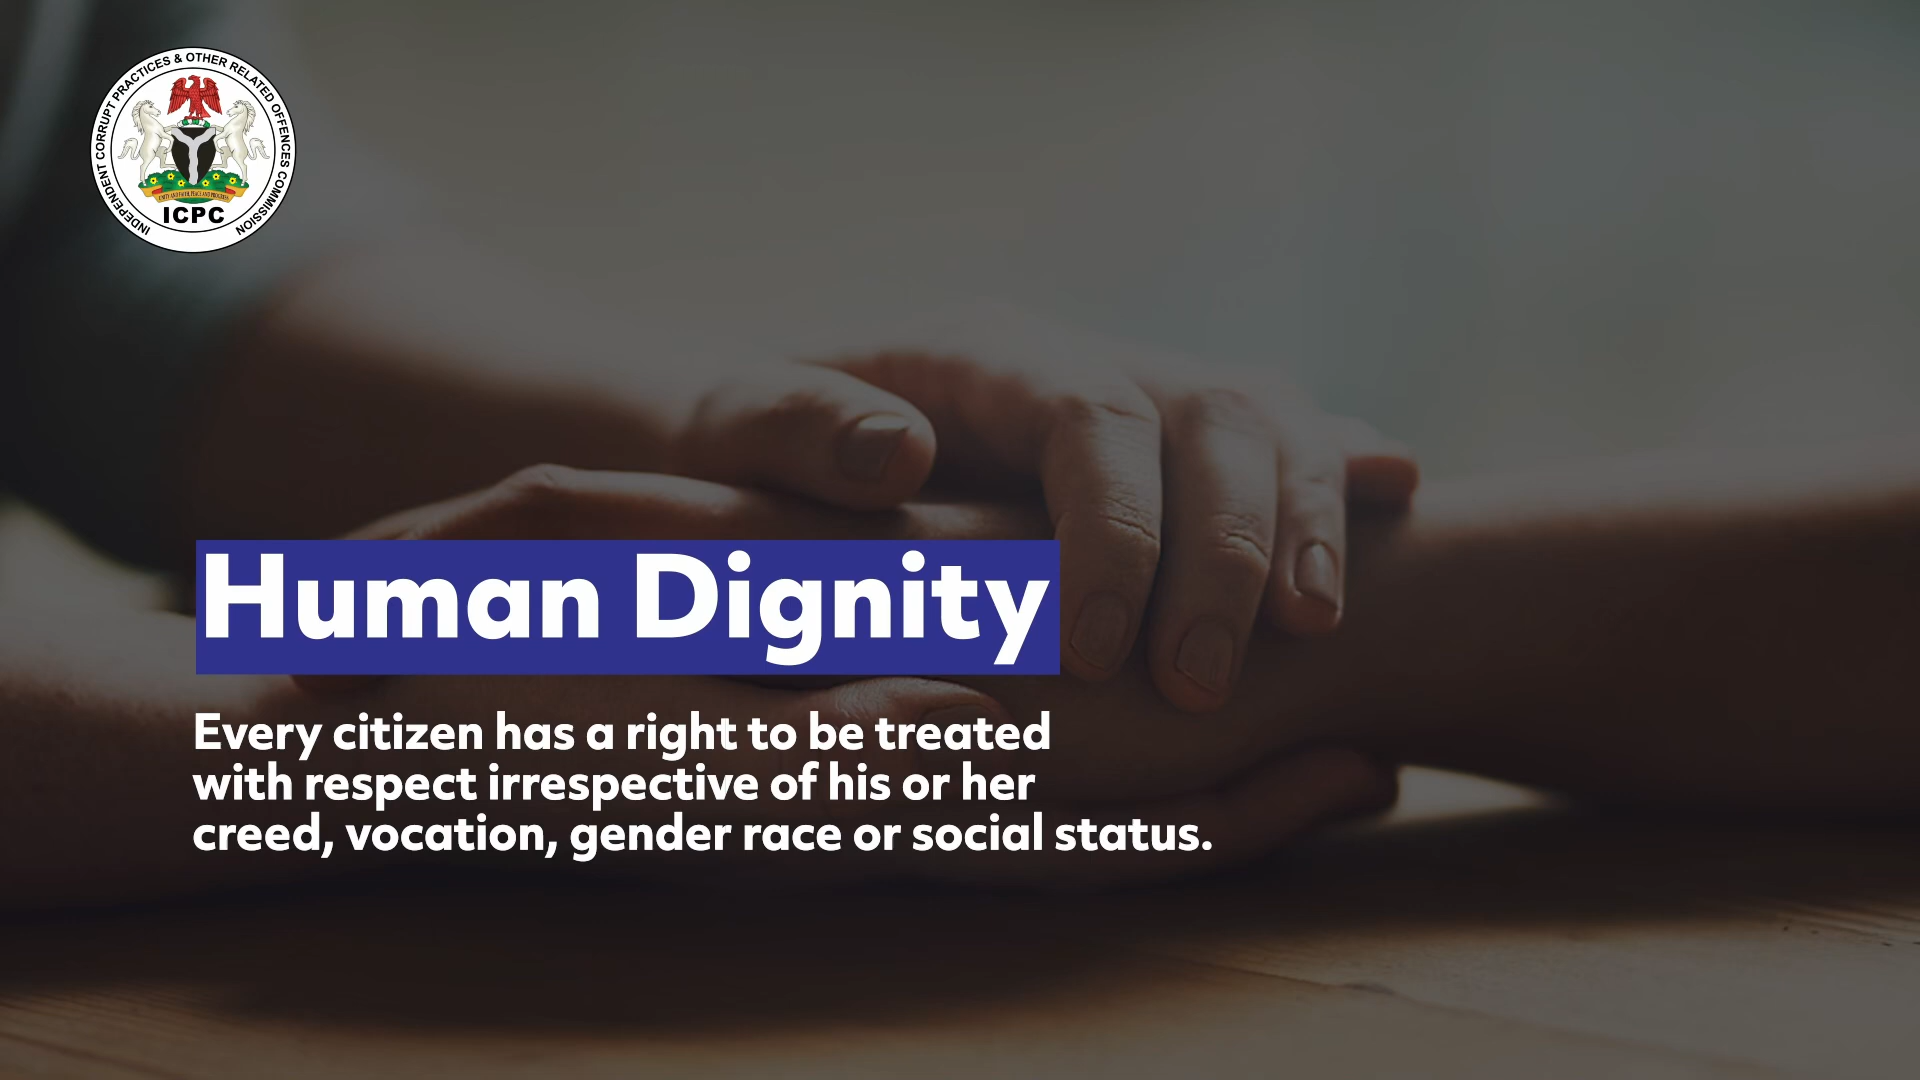 INDEPENDENT CORRUPT PRACTICES & OTHER RELATED OFFENCES COMMISSION
ICPC
Human Dignity
Every citizen has a right to be treated
with respect irrespective of his or her
creed, vocation, gender race or social status.